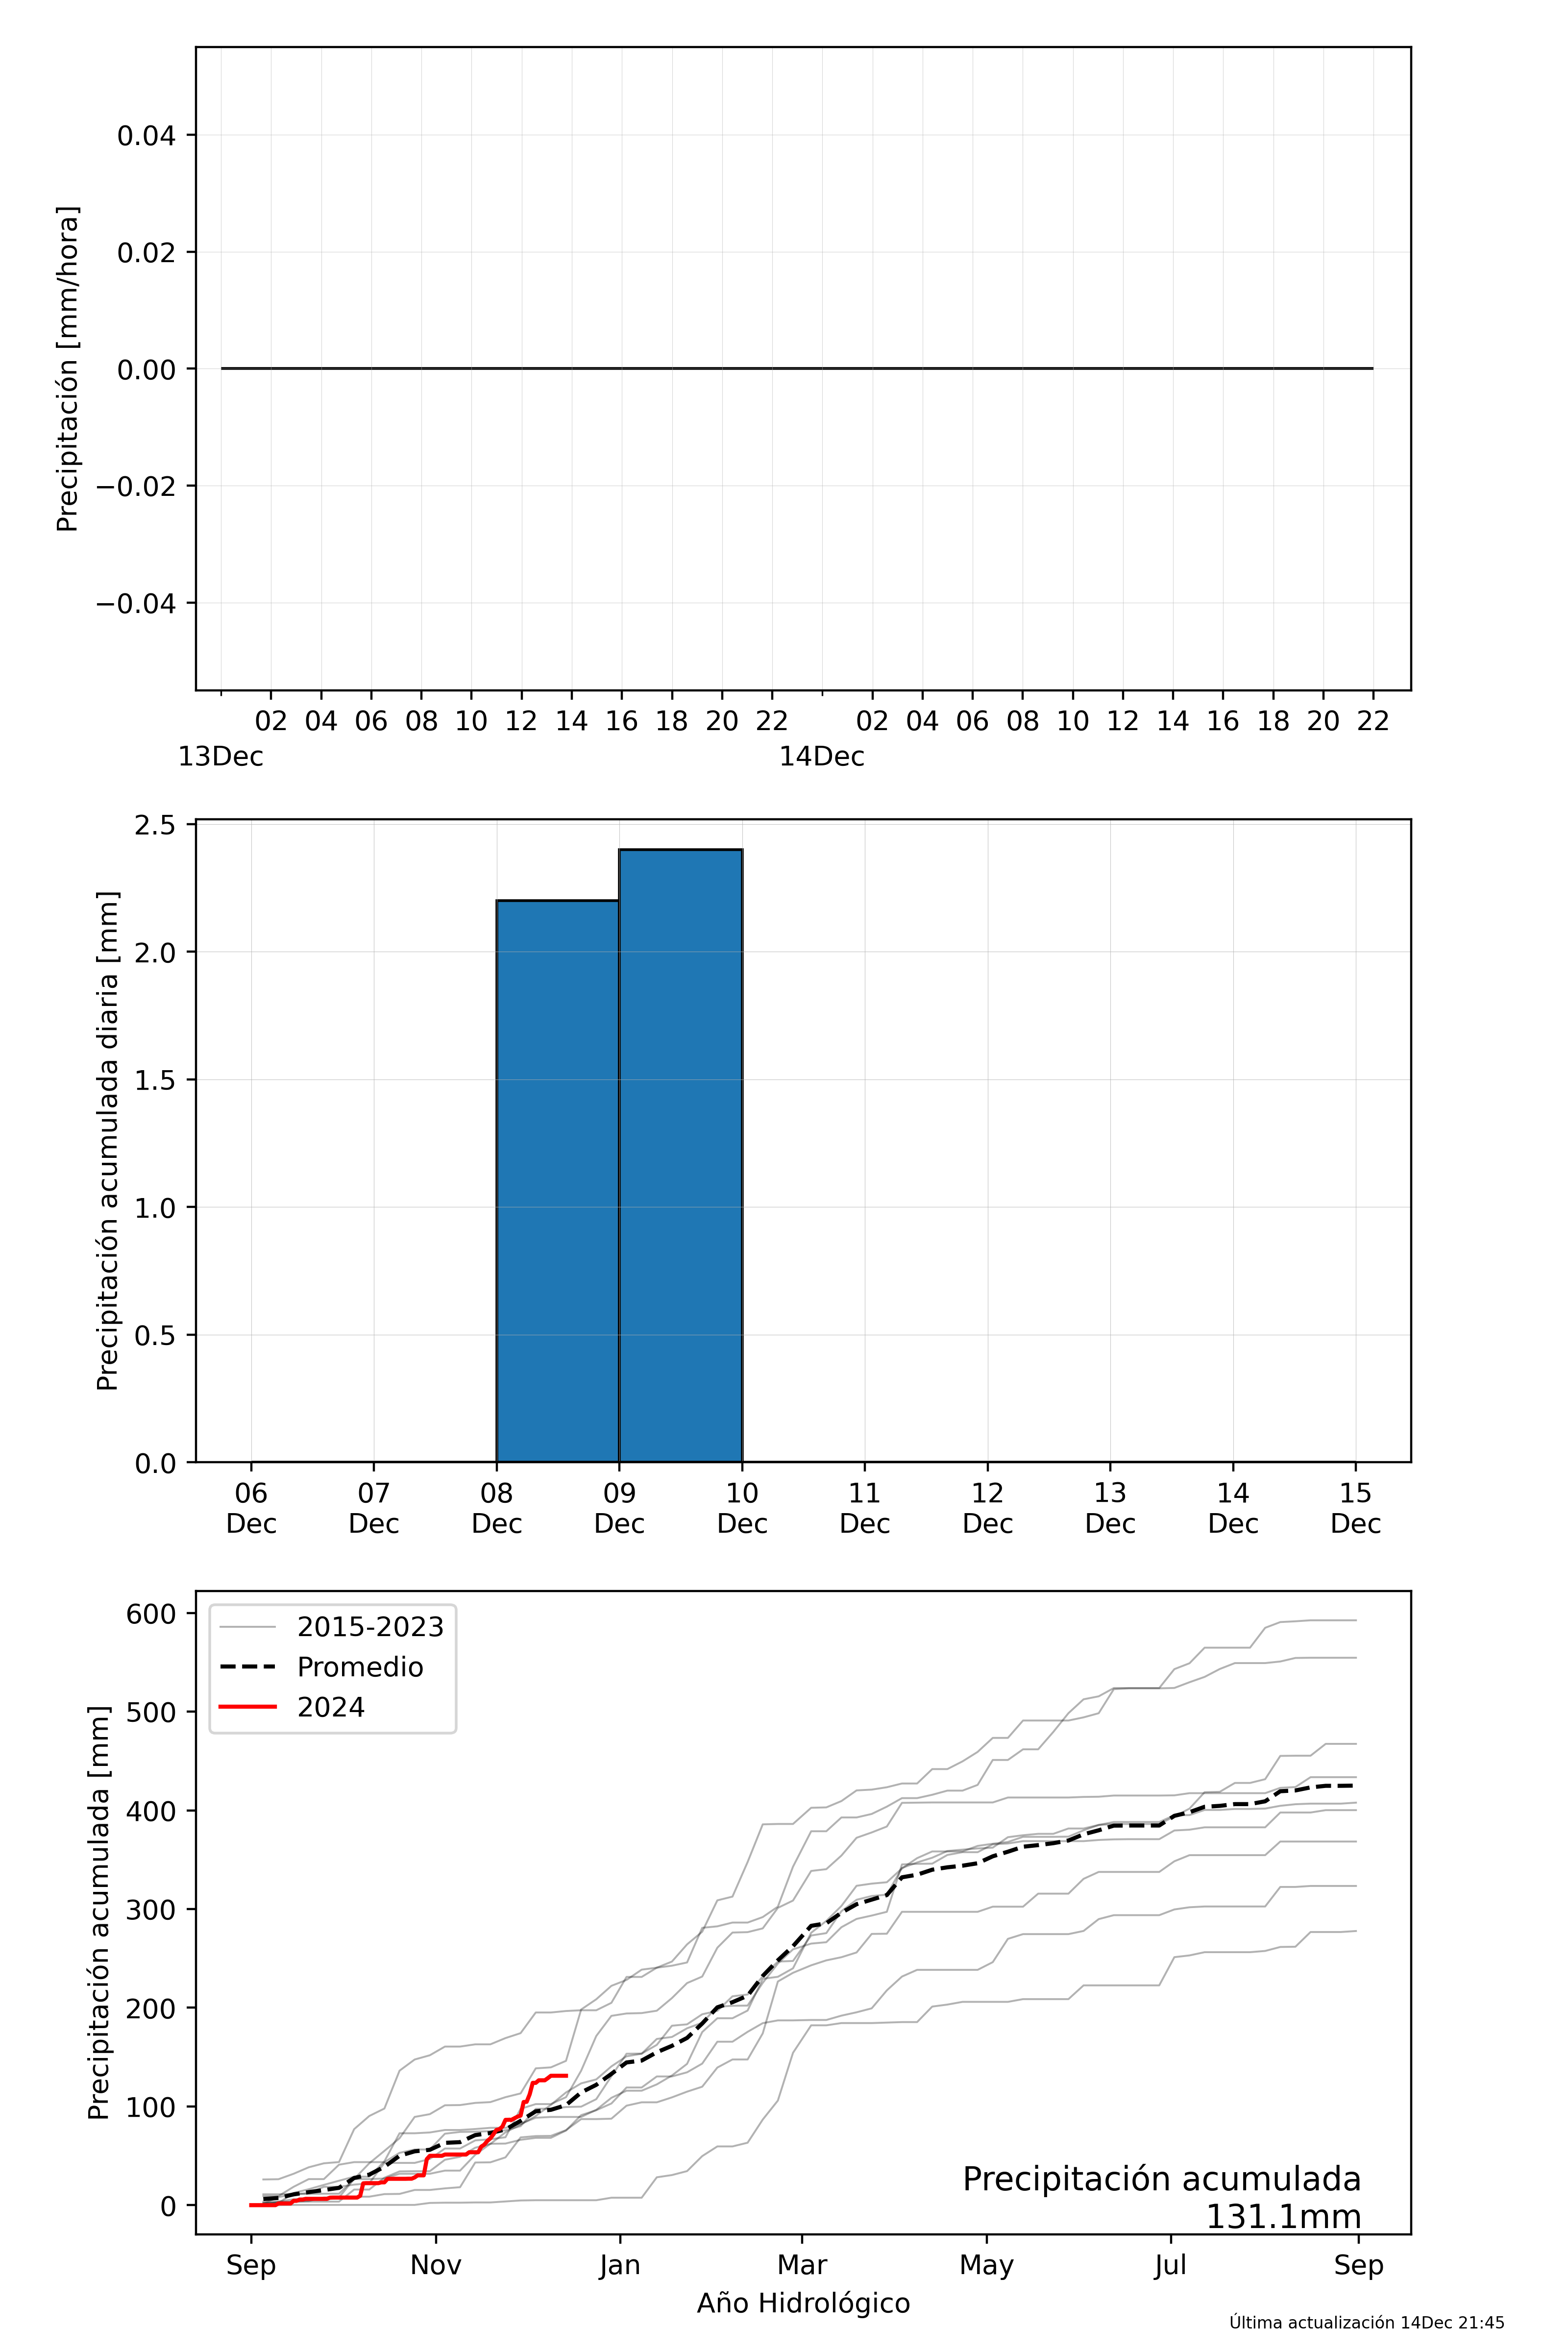 Precipitación [mm/hora]
0.04
0.02
0.00
−0.02
−0.04
02 04 06 08 10 12 14 16 18 20 22 02 04 06 08 10 12 14 16 18 20 22
13Dec 14Dec
Precipitación acumulada diaria [mm]
2.5
2.0
1.5
1.0
0.5
0.0
06 07 08 09 10 11 12 13 14 15
Dec Dec Dec Dec Dec Dec Dec Dec Dec Dec
Precipitación acumulada [mm]
600
500
400
300
200
100
0
2015-2023
Promedio
2024
Precipitación acumulada
131.1mm
Sep Nov Jan Mar May Jul Sep
Año Hidrológico
Última actualización 14Dec 21:45